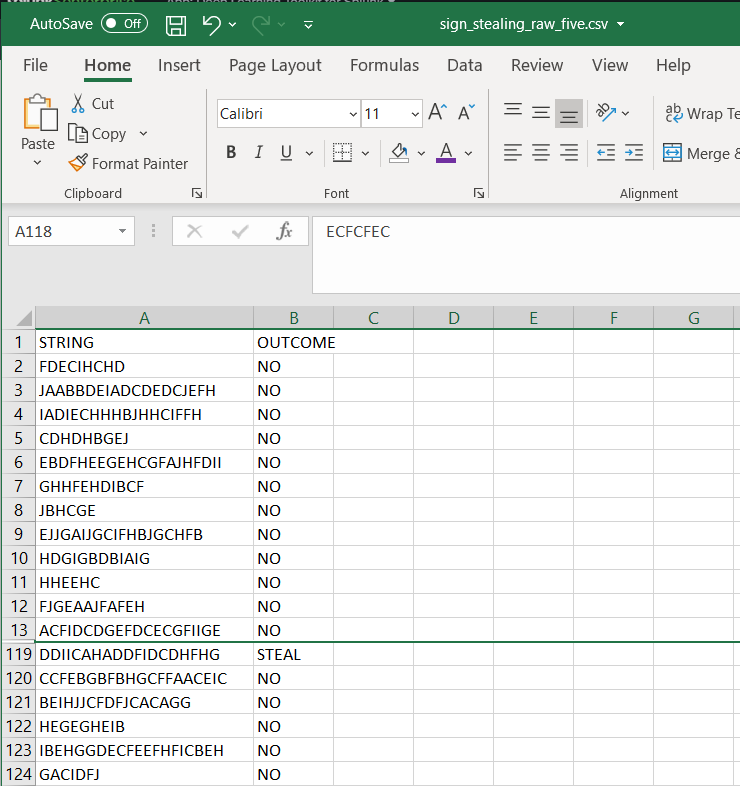 AutoSave Off sign_stealing_raw_five.csv
File Home Insert Page Layout Formulas Data Review View Help
Paste
Cut
Copy
Format Painter
Clipboard
Calibri 11
B I U A
Font
ab Wrap Te
Merge &
Alignment
A118 fx ECFCFEC
A B C D E F G
1 STRING OUTCOME
2 FDECIHCHD NO
3 JAABBDEIADCDEDCJEFH NO
4 IADIECHHHBJHHCIFFH NO
5 CDHDHBGEJ NO
6 EBDFHEEGEHCGFAJHFDII NO
7 GHHFEHDIBCF NO
8 JBHCGE NO
9 EJJGAIJGCIFHBJGCHFB NO
10 HDGIGBDBIAIG NO
11 HHEEHC NO
12 FJGEAAJFAFEH NO
13 ACFIDCDGEFDCECGFIIGE NO
119 DDIICAHADDFIDCDHFHG STEAL
120 CCFEBGBFBHGCFFAACEIC NO
121 BEIHJJCFDFJCACAGG NO
122 HEGEGHEIB NO
123 IBEHGGDECFEEFHFICBEH NO
124 GACIDFJ NO